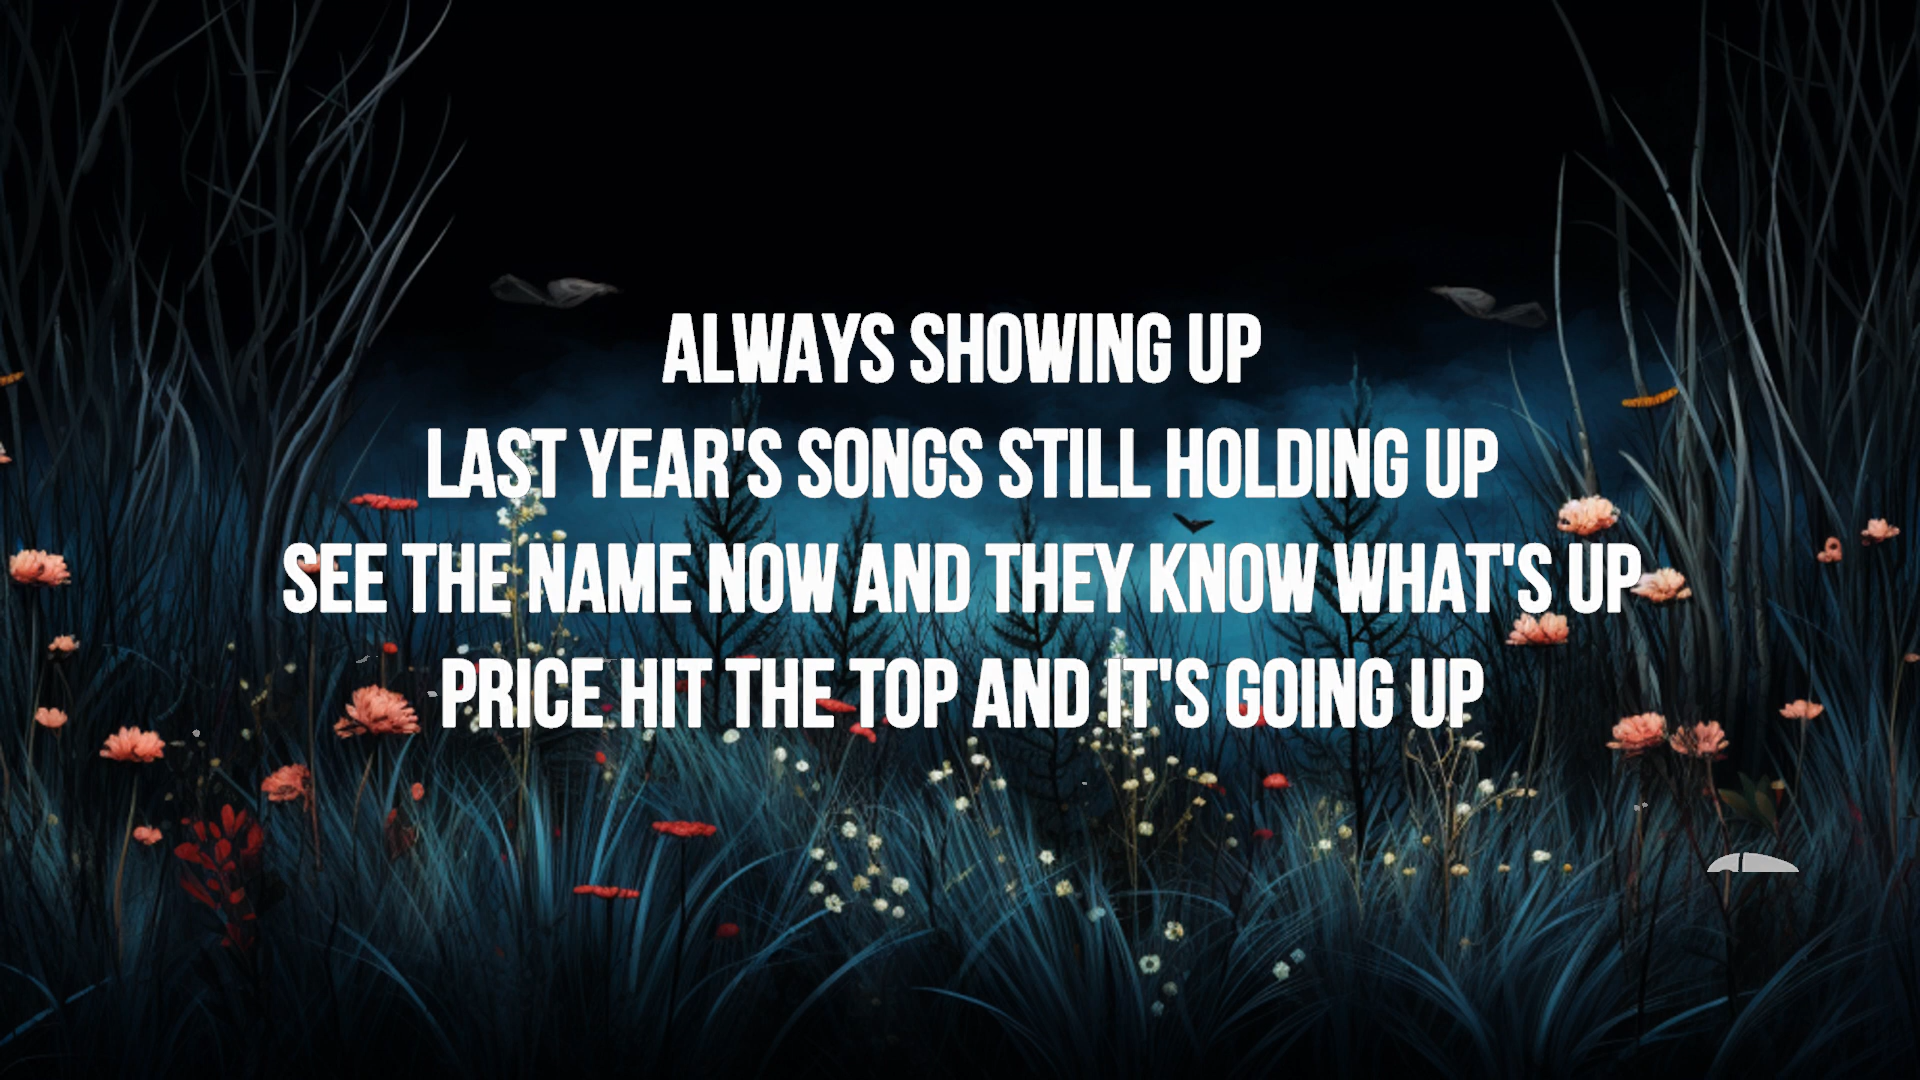 ALWAYS SHOWING UP
LAST YEAR'S SONGS STILL HOLDING UP
SEE THE NAME NOW AND THEY KNOW WHAT'S UP
PRICE HIT THE TOP AND IT'S GOING UP